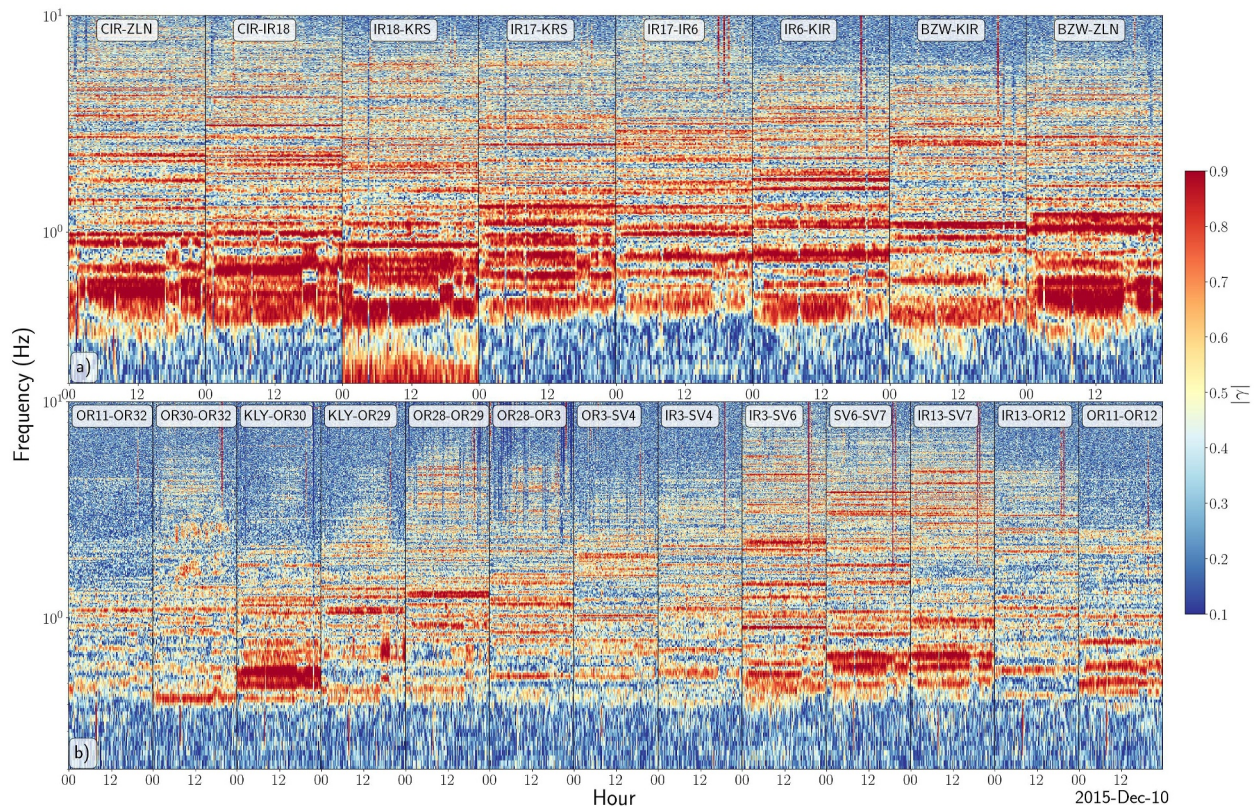 10¹
CIR-ZLN CIR-IR18 IR18-KRS IR17-KRS IR17-IR6 IR6-KIR BZW-KIR BZW-ZLN
10⁰
a)
00 12 00 12 00 12 00 12 00 12 00 12 00 12 00 12
10¹
OR11-OR32 OR30-OR32 KLY-OR30 KLY-OR29 OR28-OR29 OR28-OR3 OR3-SV4 IR3-SV4 IR3-SV6 SV6-SV7 IR13-SV7 IR13-OR12 OR11-OR12
10⁰
b)
00 12 00 12 00 12 00 12 00 12 00 12 00 12 00 12 00 12 00 12 00 12 00 12 00 12
Frequency (Hz)
Hour
2015-Dec-10
0.9
0.8
0.7
0.6
0.5
0.4
0.3
0.2
0.1
|γ|